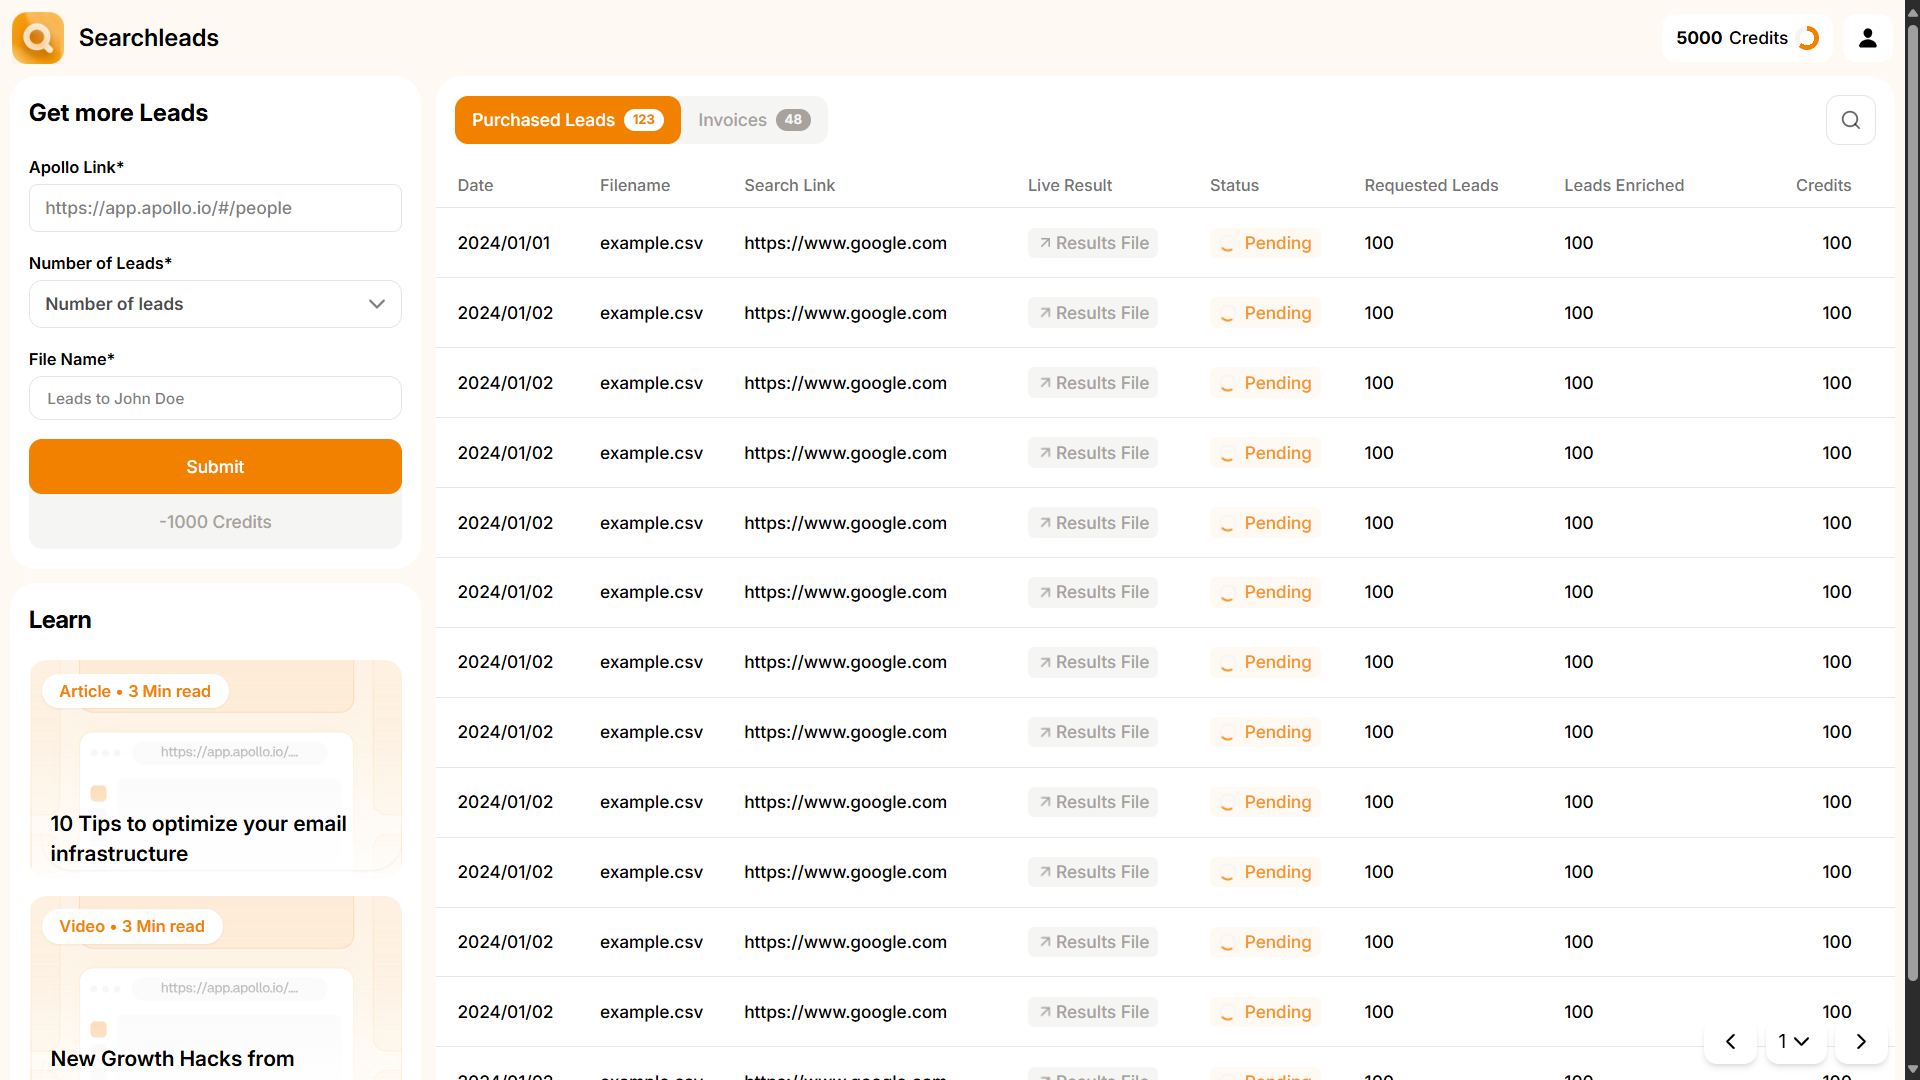 Searchleads
5000 Credits
Get more Leads
Apollo Link*
https://app.apollo.io/#/people
Number of Leads*
Number of leads
File Name*
Leads to John Doe
Submit
-1000 Credits
Learn
Article • 3 Min read
https://app.apollo.io/....
10 Tips to optimize your email
infrastructure
Video • 3 Min read
https://app.apollo.io/....
New Growth Hacks from
Purchased Leads 123 Invoices 48
Date Filename Search Link Live Result Status Requested Leads Leads Enriched Credits
2024/01/01 example.csv https://www.google.com Results File Pending 100 100 100
2024/01/02 example.csv https://www.google.com Results File Pending 100 100 100
2024/01/02 example.csv https://www.google.com Results File Pending 100 100 100
2024/01/02 example.csv https://www.google.com Results File Pending 100 100 100
2024/01/02 example.csv https://www.google.com Results File Pending 100 100 100
2024/01/02 example.csv https://www.google.com Results File Pending 100 100 100
2024/01/02 example.csv https://www.google.com Results File Pending 100 100 100
2024/01/02 example.csv https://www.google.com Results File Pending 100 100 100
2024/01/02 example.csv https://www.google.com Results File Pending 100 100 100
2024/01/02 example.csv https://www.google.com Results File Pending 100 100 100
2024/01/02 example.csv https://www.google.com Results File Pending 100 100 100
2024/01/02 example.csv https://www.google.com Results File Pending 100 100 100
1